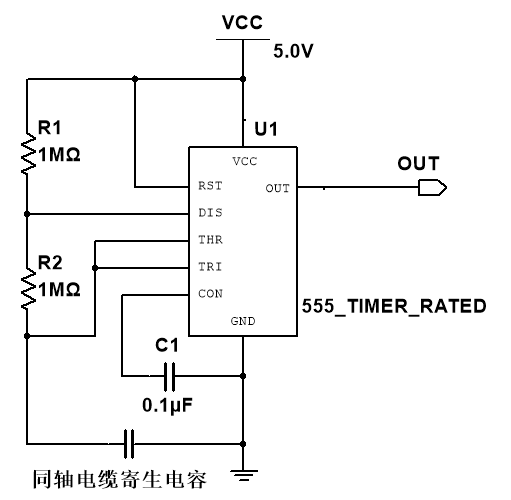 VCC
5.0V
R1
1MΩ
U1
VCC
RST
OUT
OUT
DIS
THR
R2
1MΩ
TRI
CON
555_TIMER_RATED
GND
C1
0.1µF
同轴电缆寄生电容